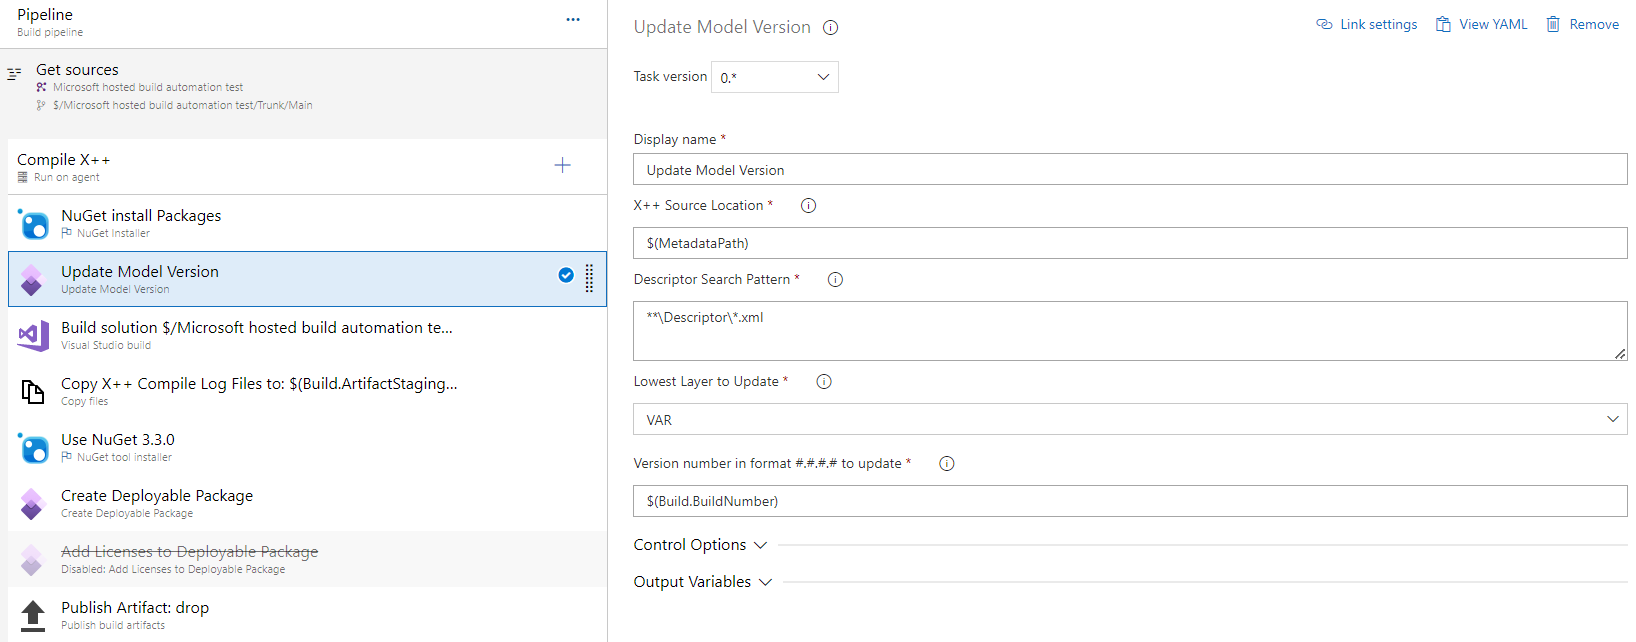 Pipeline
Build pipeline
...
Get sources
Microsoft hosted build automation test
$/Microsoft hosted build automation test/Trunk/Main
Compile X++
Run on agent
NuGet install Packages
NuGet Installer
Update Model Version
Update Model Version
Build solution $/Microsoft hosted build automation te...
Visual Studio build
Copy X++ Compile Log Files to: $(Build.ArtifactStaging...
Copy files
Use NuGet 3.3.0
NuGet tool installer
Create Deployable Package
Create Deployable Package
Add Licenses to Deployable Package
Disabled: Add Licenses to Deployable Package
Publish Artifact: drop
Publish build artifacts
Update Model Version
Link settings View YAML Remove
Task version 0.*
Display name *
Update Model Version
X++ Source Location *
$(MetadataPath)
Descriptor Search Pattern *
**\Descriptor\*.xml
Lowest Layer to Update *
VAR
Version number in format #.#.#.# to update *
$(Build.BuildNumber)
Control Options
Output Variables